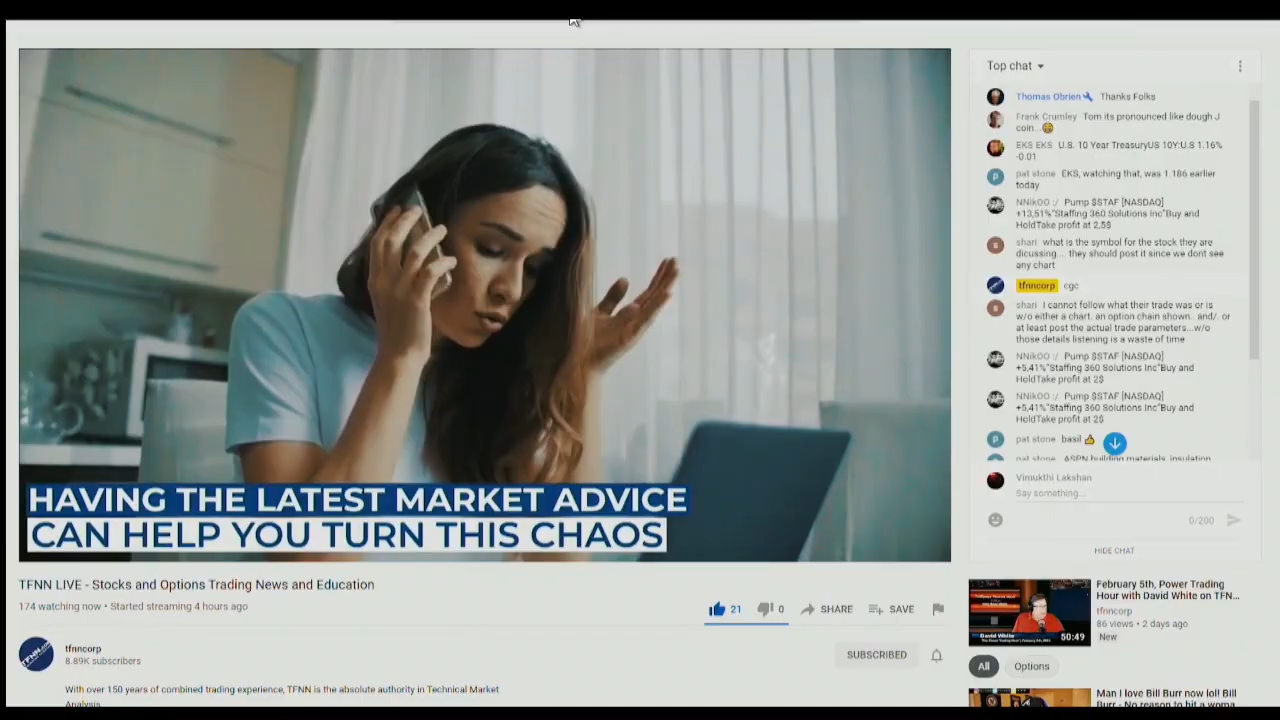 HAVING THE LATEST MARKET ADVICE
CAN HELP YOU TURN THIS CHAOS
TFNN LIVE - Stocks and Options Trading News and Education
174 watching now • Started streaming 4 hours ago
21
0
SHARE
SAVE
tfnncorp
8.89K subscribers
SUBSCRIBED
With over 150 years of combined trading experience, TFNN is the absolute authority in Technical Market
Analysis
Top chat
Thomas Obrien Thanks Folks
Frank Crumley Tom its pronounced like dough J
coin...
EKS EKS U.S. 10 Year TreasuryUS 10Y:U.S 1.16%
-0.01
pat stone EKS, watching that, was 1.186 earlier
today
NNikOO :/ Pump $STAF [NASDAQ]
+13,51%"Staffing 360 Solutions Inc"Buy and
HoldTake profit at 2,5$
shari what is the symbol for the stock they are
dicussing... they should post it since we dont see
any chart
tfnncorp cgc
shari I cannot follow what their trade was or is
w/o either a chart. an option chain shown.. and/. or
at least post the actual trade parameters...w/o
those details listening is a waste of time
NNikOO :/ Pump $STAF [NASDAQ]
+5,41%"Staffing 360 Solutions Inc"Buy and
HoldTake profit at 2$
NNikOO :/ Pump $STAF [NASDAQ]
+5,41%"Staffing 360 Solutions Inc"Buy and
HoldTake profit at 2$
pat stone basil
pat stone ASPN building materials, insulation
Vimukthi Lakshan
Say something...
0/200
HIDE CHAT
David White
50:49
February 5th, Power Trading
Hour with David White on TFN...
tfnncorp
86 views • 2 days ago
New
All
Options
Man I love Bill Burr now lol! Bill
Burr - No reason to hit a woma